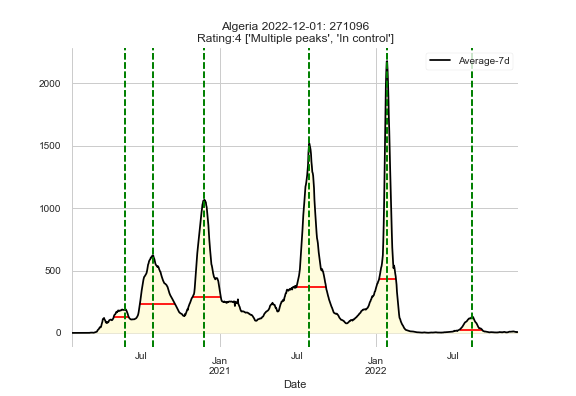 Algeria 2022-12-01: 271096
Rating:4 ['Multiple peaks', 'In control']
Average-7d
2000
1500
1000
500
0
Jul
Jan
2021
Jul
Jan
2022
Jul
Date